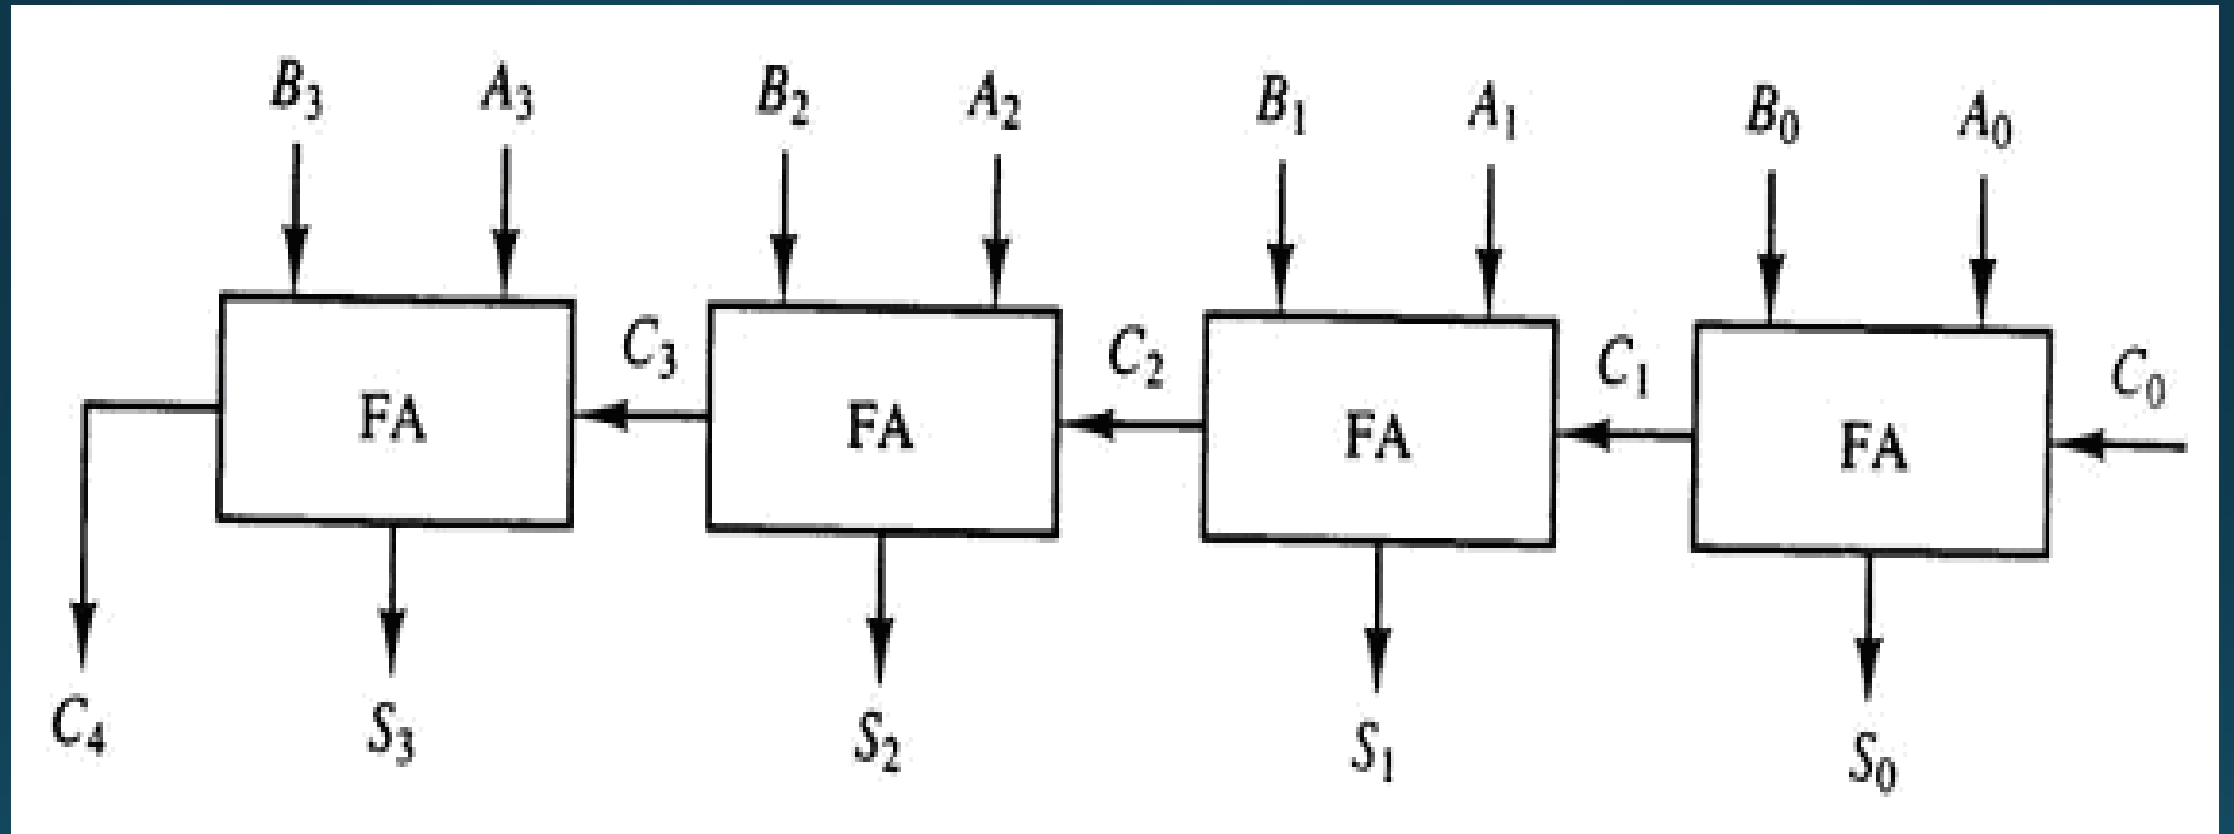 B₃ A₃ B₂ A₂ B₁ A₁ B₀ A₀
C₃ C₂ C₁ C₀
FA FA FA FA
C₄ S₃ S₂ S₁ S₀